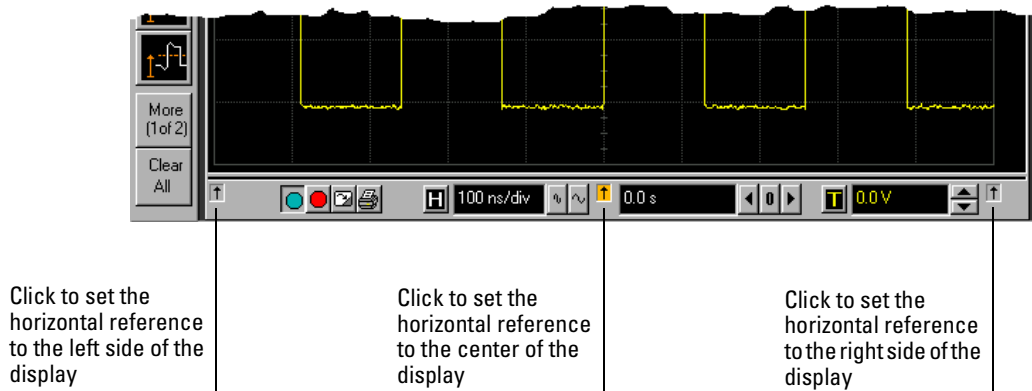 More
(1of 2)
Clear
All
H 100 ns/div 0.0 s 0 T 0.0 V
Click to set the
horizontal reference
to the left side of the
display
Click to set the
horizontal reference
to the center of the
display
Click to set the
horizontal reference
to the right side of the
display